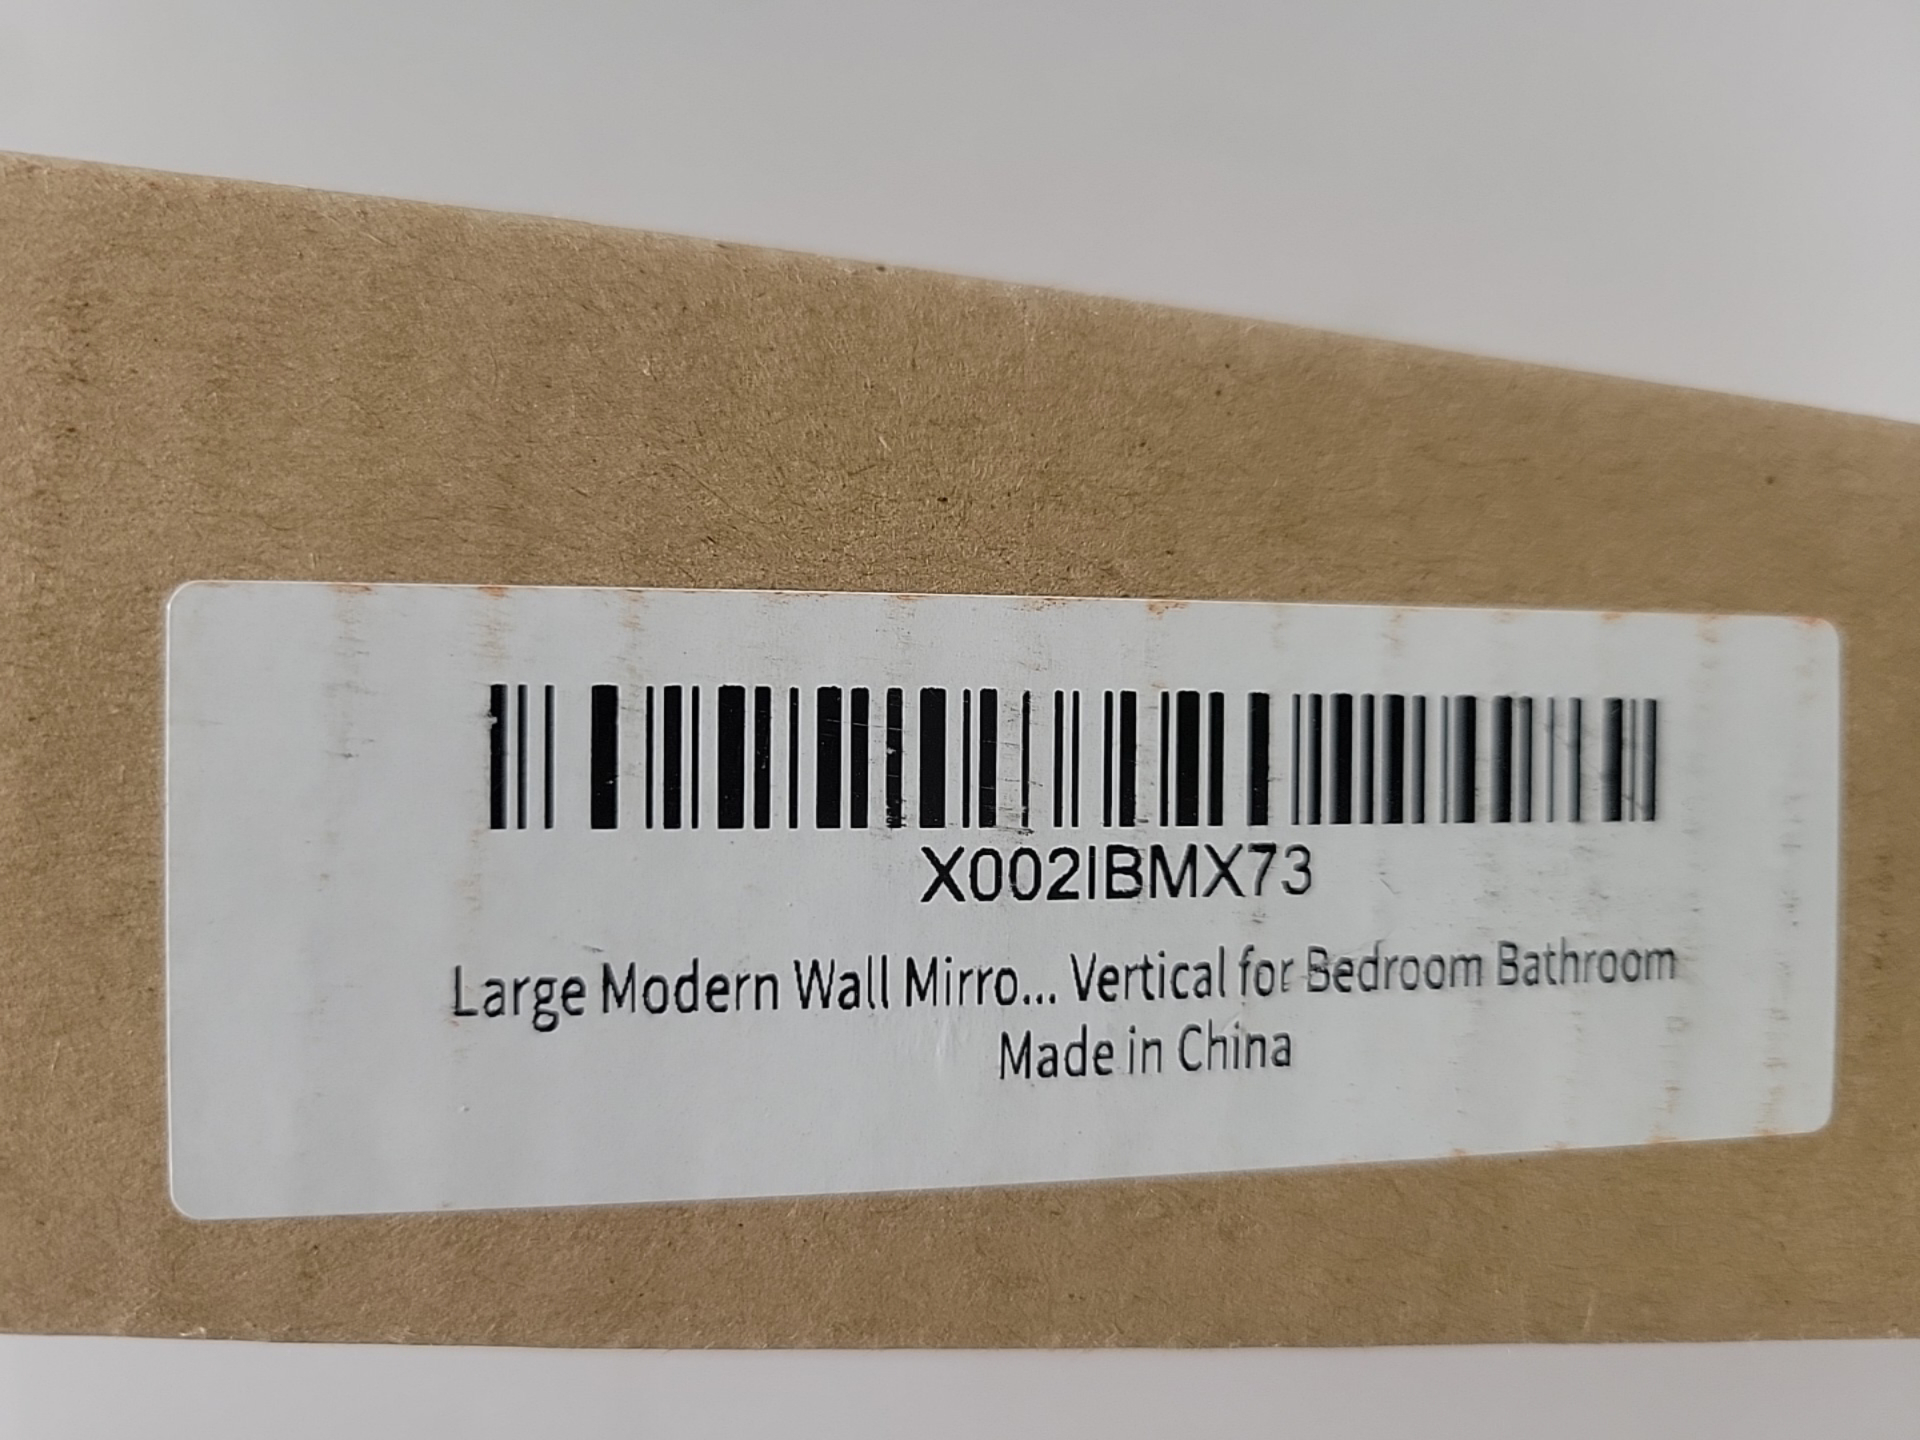 X002IBMX73
Large Modern Wall Mirro... Vertical for Bedroom Bathroom
Made in China